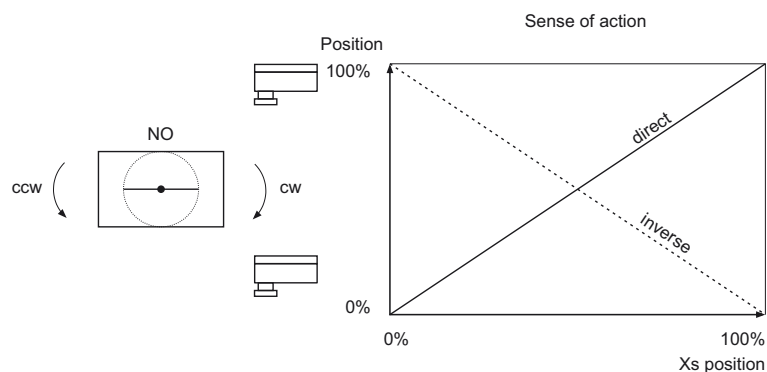 Sense of action
Position
100%
NO
direct
ccw
cw
inverse
0%
0%
100%
Xs position